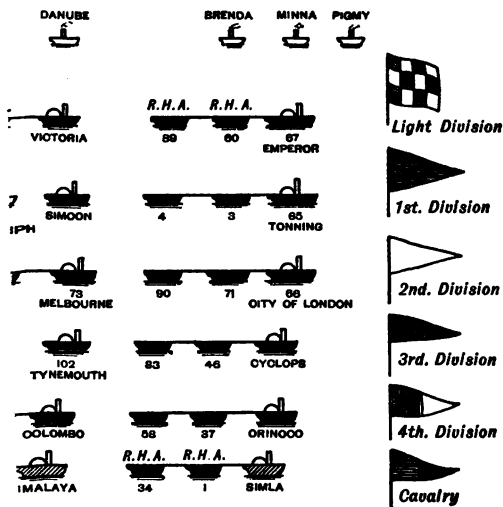 DANUBE BRENDA MINNA PIGMY
R.H.A. R.H.A.
VICTORIA 89 60 67
EMPEROR
Light Division
SIMOON 4 3 65
IPH TONNING
1st. Division
73 90 71 66
MELBOURNE CITY OF LONDON
2nd. Division
102 83 46 CYCLOPS
TYNEMOUTH
3rd. Division
COLOMBO 58 37 ORINOCO
4th. Division
R.H.A. R.H.A.
IMALAYA 34 1 SIMLA
Cavalry